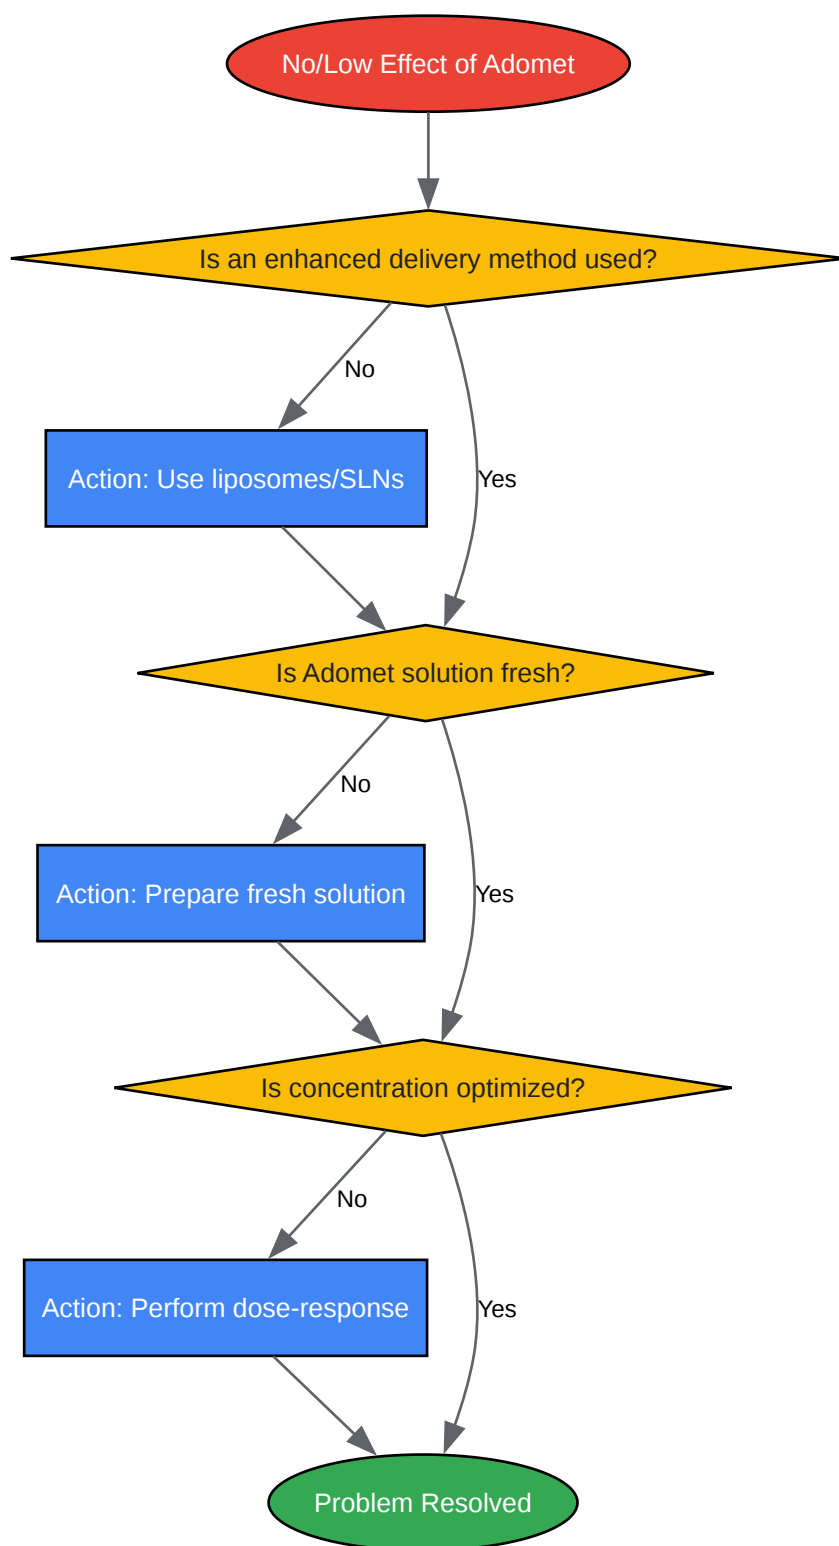 No/Low Effect of Adomet
Is an enhanced delivery method used?
No
Action: Use liposomes/SLNs
Yes
Is Adomet solution fresh?
No
Action: Prepare fresh solution
Yes
Is concentration optimized?
No
Action: Perform dose-response
Yes
Problem Resolved